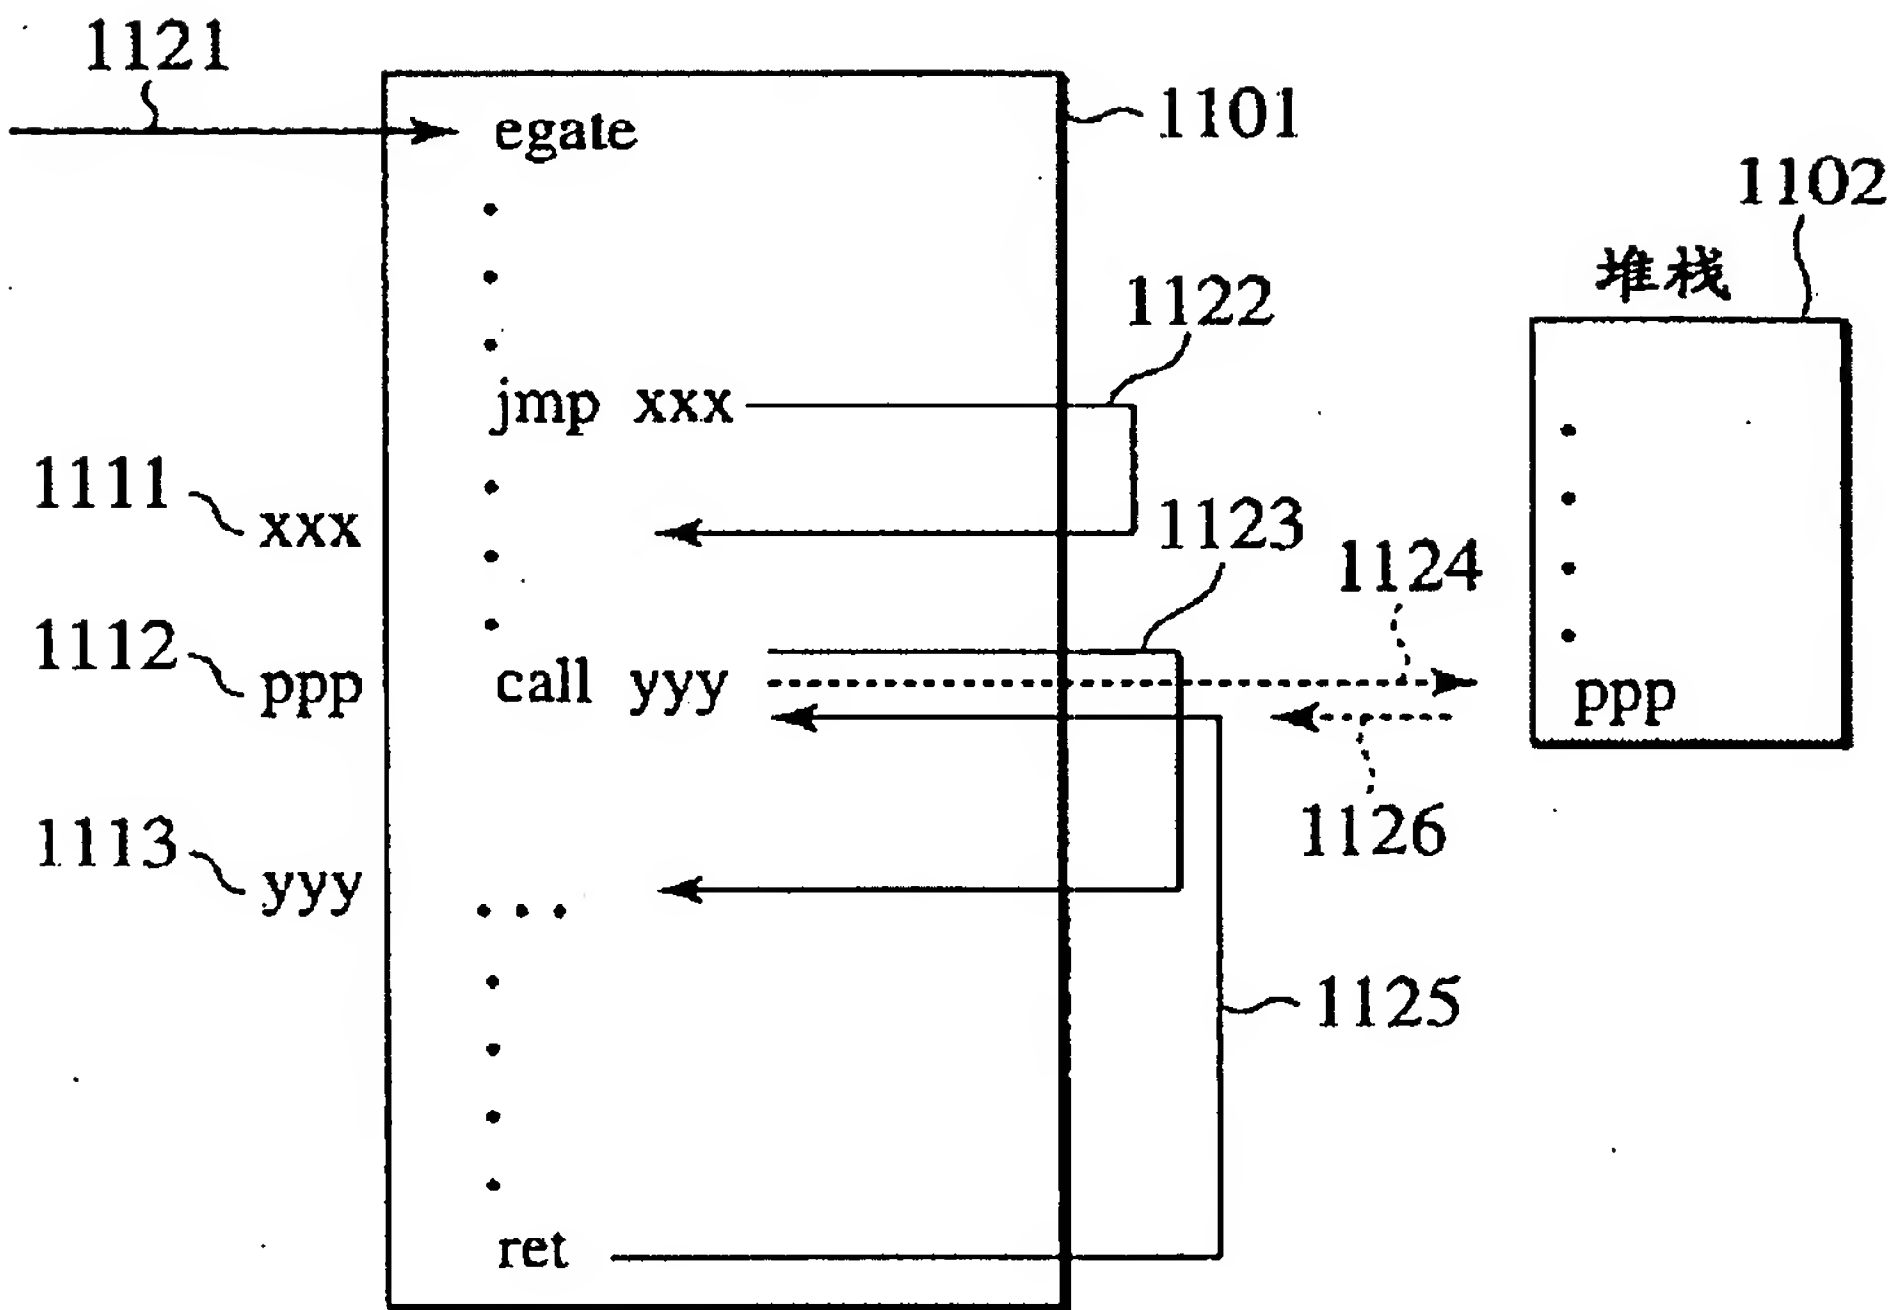 1121
egate
1101
1102
堆栈
1122
jmp xxx
1111
xxx
1123
1124
1112
ppp
call yyy
ppp
1126
1113
yyy
1125
ret